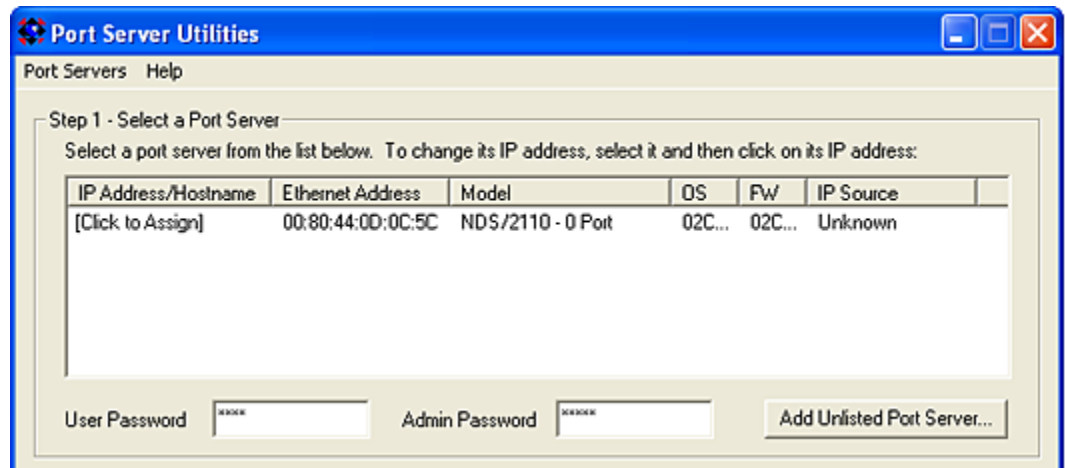 Port Server Utilities
Port Servers Help
Step 1 - Select a Port Server
Select a port server from the list below. To change its IP address, select it and then click on its IP address:
IP Address/Hostname Ethernet Address Model OS FW IP Source
[Click to Assign] 00:80:44:0D:0C:5C NDS/2110 - 0 Port 02C... 02C... Unknown
User Password **** Admin Password ***** Add Unlisted Port Server...